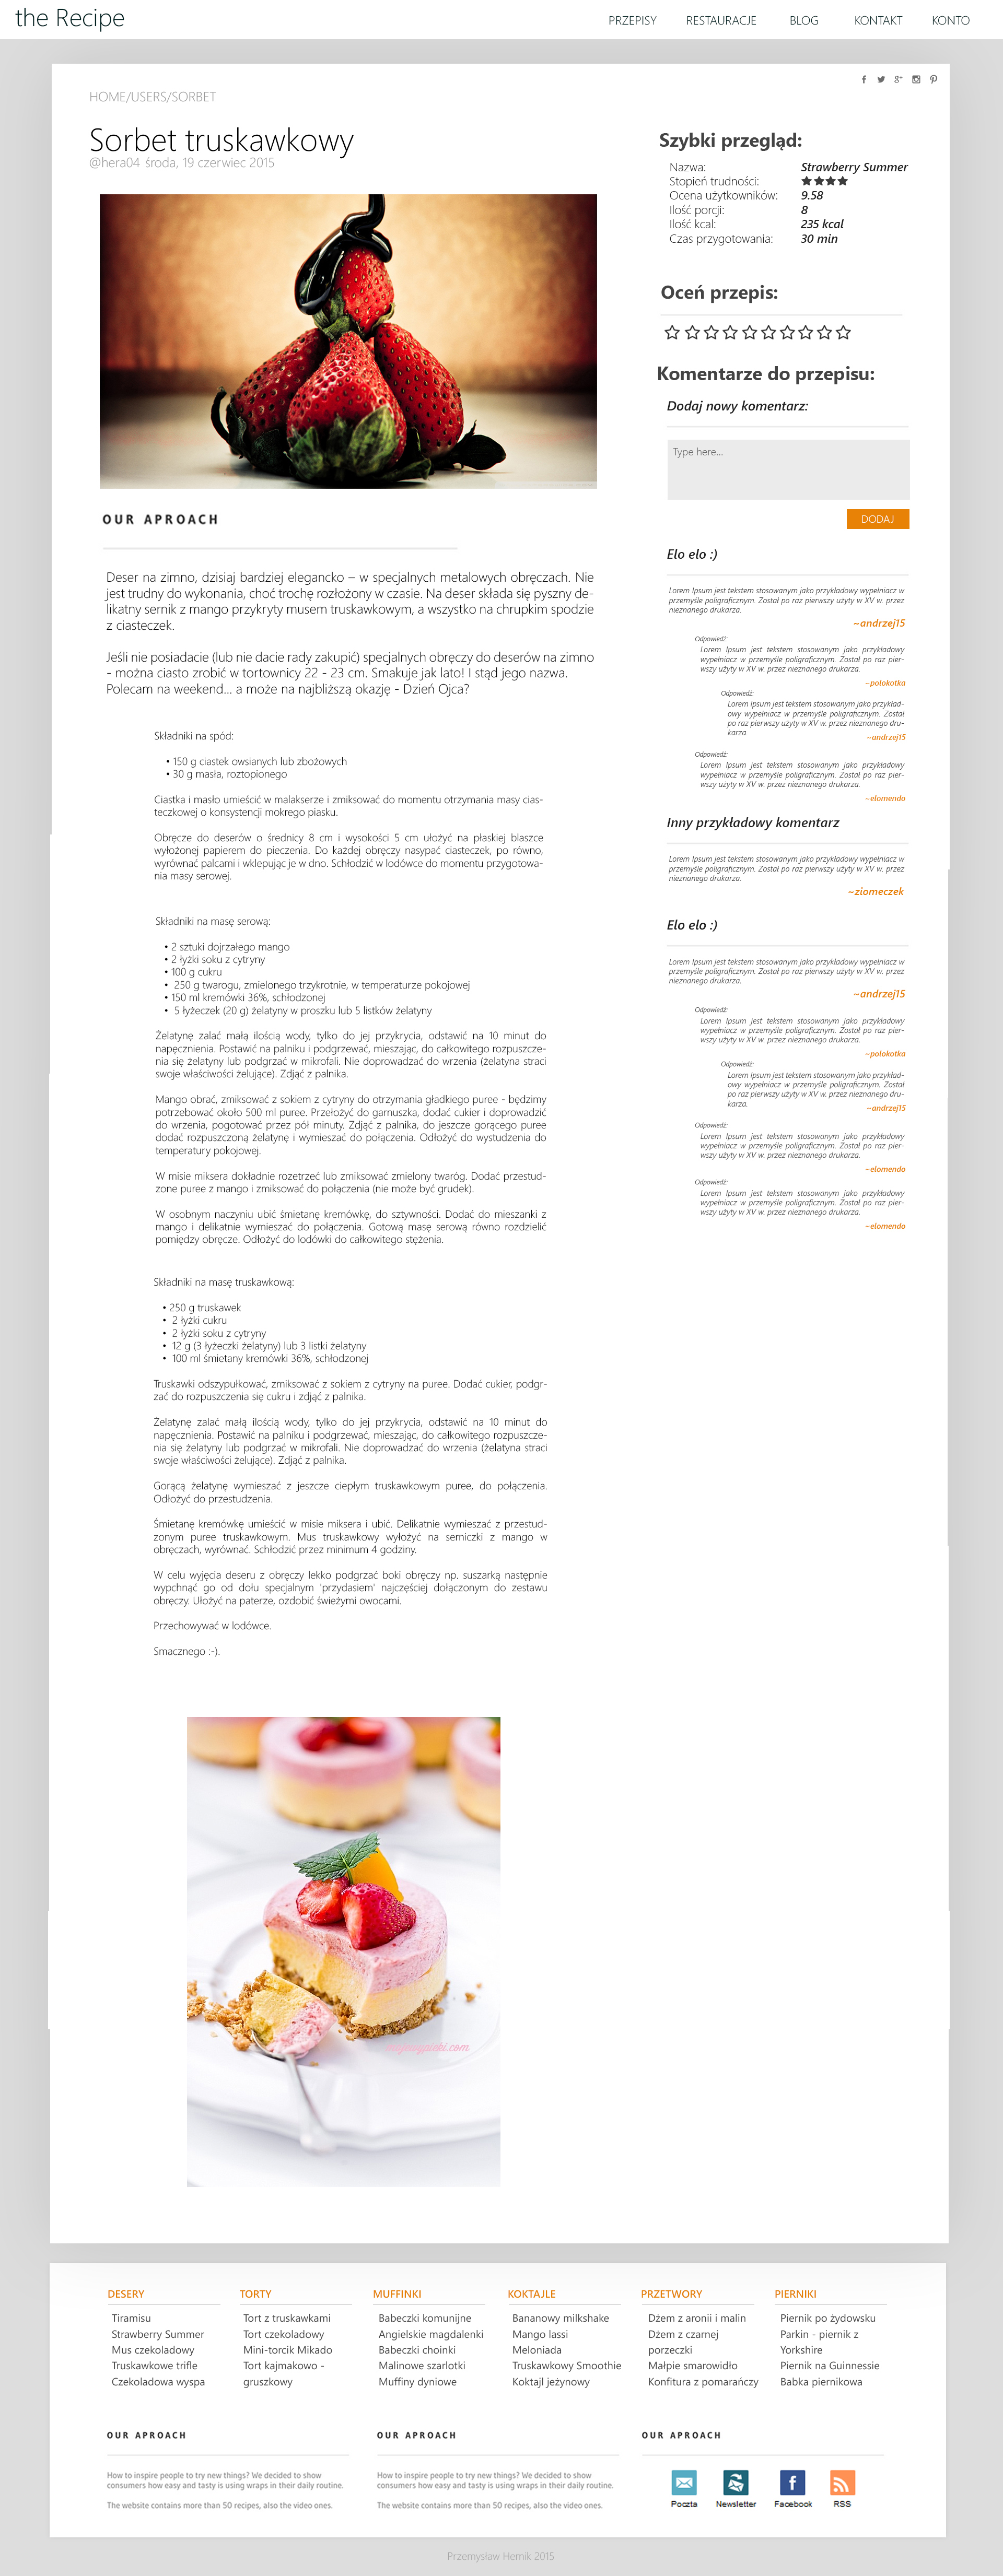 the Recipe
PRZEPISY RESTAURACJE BLOG KONTAKT KONTO
HOME/USERS/SORBET
Sorbet truskawkowy
@hera04 środa, 19 czerwiec 2015
OUR APROACH
Deser na zimno, dzisiaj bardziej elegancko – w specjalnych metalowych obręczach. Nie
jest trudny do wykonania, choć trochę rozłożony w czasie. Na deser składa się pyszny de-
likatny sernik z mango przykryty musem truskawkowym, a wszystko na chrupkim spodzie
z ciasteczek.
Jeśli nie posiadacie (lub nie dacie rady zakupić) specjalnych obręczy do deserów na zimno
- można ciasto zrobić w tortownicy 22 - 23 cm. Smakuje jak lato! I stąd jego nazwa.
Polecam na weekend... a może na najbliższą okazję - Dzień Ojca?
Składniki na spód:
• 150 g ciastek owsianych lub zbożowych
• 30 g masła, roztopionego
Ciastka i masło umieścić w malakserze i zmiksować do momentu otrzymania masy cias-
teczkowej o konsystencji mokrego piasku.
Obręcze do deserów o średnicy 8 cm i wysokości 5 cm ułożyć na płaskiej blaszce
wyłożonej papierem do pieczenia. Do każdej obręczy nasypać ciasteczek, po równo,
wyrównać palcami i wklepując je w dno. Schłodzić w lodówce do momentu przygotowa-
nia masy serowej.
Składniki na masę serową:
• 2 sztuki dojrzałego mango
• 2 łyżki soku z cytryny
• 100 g cukru
• 250 g twarogu, zmielonego trzykrotnie, w temperaturze pokojowej
• 150 ml kremówki 36%, schłodzonej
• 5 łyżeczek (20 g) żelatyny w proszku lub 5 listków żelatyny
Żelatynę zalać małą ilością wody, tylko do jej przykrycia, odstawić na 10 minut do
napęcznienia. Postawić na palniku i podgrzewać, mieszając, do całkowitego rozpuszcze-
nia się żelatyny lub podgrzać w mikrofali. Nie doprowadzać do wrzenia (żelatyna straci
swoje właściwości żelujące). Zdjąć z palnika.
Mango obrać, zmiksować z sokiem z cytryny do otrzymania gładkiego puree - będzimy
potrzebować około 500 ml puree. Przełożyć do garnuszka, dodać cukier i doprowadzić
do wrzenia, pogotować przez pół minuty. Zdjąć z palnika, do jeszcze gorącego puree
dodać rozpuszczoną żelatynę i wymieszać do połączenia. Odłożyć do wystudzenia do
temperatury pokojowej.
W misie miksera dokładnie rozetrzeć lub zmiksować zmielony twaróg. Dodać przestud-
zone puree z mango i zmiksować do połączenia (nie może być grudek).
W osobnym naczyniu ubić śmietanę kremówkę, do sztywności. Dodać do mieszanki z
mango i delikatnie wymieszać do połączenia. Gotową masę serową równo rozdzielić
pomiędzy obręcze. Odłożyć do lodówki do całkowitego stężenia.
Składniki na masę truskawkową:
• 250 g truskawek
• 2 łyżki cukru
• 2 łyżki soku z cytryny
• 12 g (3 łyżeczki żelatyny) lub 3 listki żelatyny
• 100 ml śmietany kremówki 36%, schłodzonej
Truskawki odszypułkować, zmiksować z sokiem z cytryny na puree. Dodać cukier, podgr-
zać do rozpuszczenia się cukru i zdjąć z palnika.
Żelatynę zalać małą ilością wody, tylko do jej przykrycia, odstawić na 10 minut do
napęcznienia. Postawić na palniku i podgrzewać, mieszając, do całkowitego rozpuszcze-
nia się żelatyny lub podgrzać w mikrofali. Nie doprowadzać do wrzenia (żelatyna straci
swoje właściwości żelujące). Zdjąć z palnika.
Gorącą żelatynę wymieszać z jeszcze ciepłym truskawkowym puree, do połączenia.
Odłożyć do przestudzenia.
Śmietanę kremówkę umieścić w misie miksera i ubić. Delikatnie wymieszać z przestud-
zonym puree truskawkowym. Mus truskawkowy wyłożyć na serniczki z mango w
obręczach, wyrównać. Schłodzić przez minimum 4 godziny.
W celu wyjęcia deseru z obręczy lekko podgrzać boki obręczy np. suszarką następnie
wypchnąć go od dołu specjalnym 'przydasiem' najczęściej dołączonym do zestawu
obręczy. Ułożyć na paterze, ozdobić świeżymi owocami.
Przechowywać w lodówce.
Smacznego :-).
Szybki przegląd:
Nazwa: Strawberry Summer
Stopień trudności: ★★★★
Ocena użytkowników: 9.58
Ilość porcji: 8
Ilość kcal: 235 kcal
Czas przygotowania: 30 min
Oceń przepis:
Komentarze do przepisu:
Dodaj nowy komentarz:
Type here...
DODAJ
Elo elo :)
Lorem Ipsum jest tekstem stosowanym jako przykładowy wypełniacz w
przemyśle poligraficznym. Został po raz pierwszy użyty w XV w. przez
nieznanego drukarza.
~andrzej15
Odpowiedź:
Lorem Ipsum jest tekstem stosowanym jako przykładowy
wypełniacz w przemyśle poligraficznym. Został po raz pier-
wszy użyty w XV w. przez nieznanego drukarza.
~polokotka
Odpowiedź:
Lorem Ipsum jest tekstem stosowanym jako przykład-
owy wypełniacz w przemyśle poligraficznym. Został
po raz pierwszy użyty w XV w. przez nieznanego dru-
karza.
~andrzej15
Odpowiedź:
Lorem Ipsum jest tekstem stosowanym jako przykładowy
wypełniacz w przemyśle poligraficznym. Został po raz pier-
wszy użyty w XV w. przez nieznanego drukarza.
~elomendo
Inny przykładowy komentarz
Lorem Ipsum jest tekstem stosowanym jako przykładowy wypełniacz w
przemyśle poligraficznym. Został po raz pierwszy użyty w XV w. przez
nieznanego drukarza.
~ziomeczek
Elo elo :)
Lorem Ipsum jest tekstem stosowanym jako przykładowy wypełniacz w
przemyśle poligraficznym. Został po raz pierwszy użyty w XV w. przez
nieznanego drukarza.
~andrzej15
Odpowiedź:
Lorem Ipsum jest tekstem stosowanym jako przykładowy
wypełniacz w przemyśle poligraficznym. Został po raz pier-
wszy użyty w XV w. przez nieznanego drukarza.
~polokotka
Odpowiedź:
Lorem Ipsum jest tekstem stosowanym jako przykład-
owy wypełniacz w przemyśle poligraficznym. Został
po raz pierwszy użyty w XV w. przez nieznanego dru-
karza.
~andrzej15
Odpowiedź:
Lorem Ipsum jest tekstem stosowanym jako przykładowy
wypełniacz w przemyśle poligraficznym. Został po raz pier-
wszy użyty w XV w. przez nieznanego drukarza.
~elomendo
Odpowiedź:
Lorem Ipsum jest tekstem stosowanym jako przykładowy
wypełniacz w przemyśle poligraficznym. Został po raz pier-
wszy użyty w XV w. przez nieznanego drukarza.
~elomendo
DESERY
Tiramisu
Strawberry Summer
Mus czekoladowy
Truskawkowe trifle
Czekoladowa wyspa
TORTY
Tort z truskawkami
Tort czekoladowy
Mini-torcik Mikado
Tort kajmakowo -
gruszkowy
MUFFINKI
Babeczki komunijne
Angielskie magdalenki
Babeczki choinki
Malinowe szarlotki
Muffiny dyniowe
KOKTAJLE
Bananowy milkshake
Mango lassi
Meloniada
Truskawkowy Smoothie
Koktajl jeżynowy
PRZETWORY
Dżem z aronii i malin
Dżem z czarnej
porzeczki
Małpie smarowidło
Konfitura z pomarańczy
PIERNIKI
Piernik po żydowsku
Parkin - piernik z
Yorkshire
Piernik na Guinnessie
Babka piernikowa
OUR APROACH
How to inspire people to try new things? We decided to show
consumers how easy and tasty is using wraps in their daily routine.
The website contains more than 50 recipes, also the video ones.
OUR APROACH
How to inspire people to try new things? We decided to show
consumers how easy and tasty is using wraps in their daily routine.
The website contains more than 50 recipes, also the video ones.
OUR APROACH
Poczta Newsletter Facebook RSS
Przemysław Hernik 2015